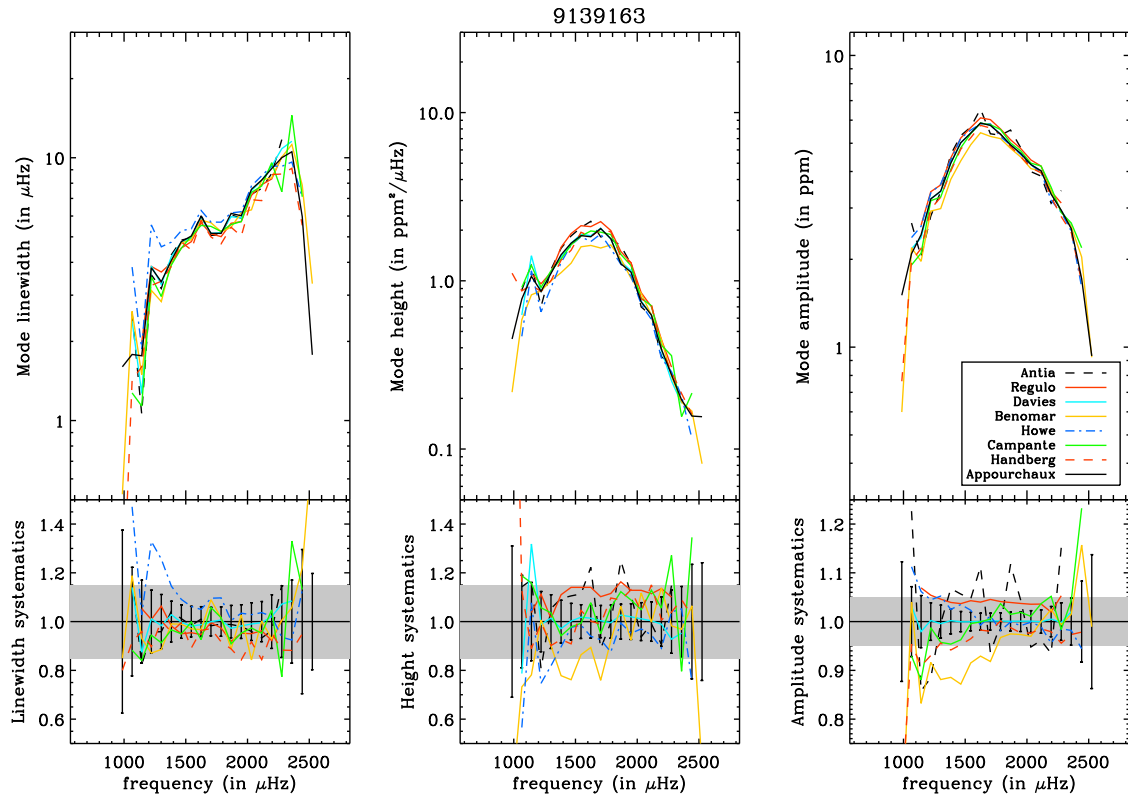 9139163
Mode linewidth (in μHz)
10
1
Mode height (in ppm²/μHz)
10.0
1.0
0.1
Mode amplitude (in ppm)
10
1
Antia
Regulo
Davies
Benomar
Howe
Campante
Handberg
Appourchaux
Linewidth systematics
1.4
1.2
1.0
0.8
0.6
1000 1500 2000 2500
frequency (in μHz)
Height systematics
1.4
1.2
1.0
0.8
0.6
1000 1500 2000 2500
frequency (in μHz)
Amplitude systematics
1.2
1.1
1.0
0.9
0.8
1000 1500 2000 2500
frequency (in μHz)